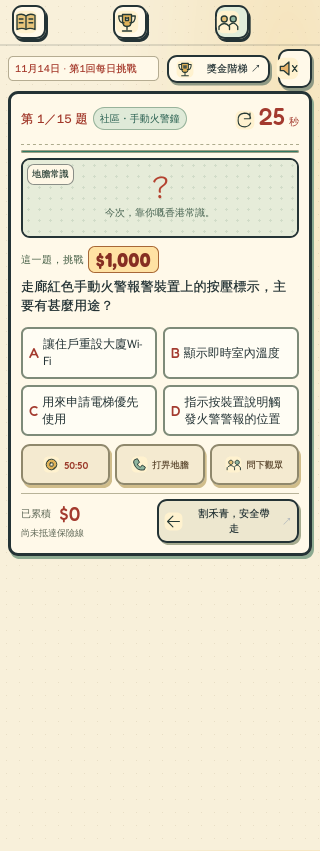 11月14日 · 第1回每日挑戰
獎金階梯 ↗
第 1／15 題
社區・手動火警鐘
25 秒
地膽常識
?
今次，靠你嘅香港常識。
這一題，挑戰 $1,000
走廊紅色手動火警報警裝置上的按壓標示，主
要有甚麼用途？
A 讓住戶重設大廈Wi-
Fi
B 顯示即時室內溫度
C 用來申請電梯優先
使用
D 指示按裝置說明觸
發火警警報的位置
50:50
打畀地膽
問下觀眾
已累積 $0
尚未抵達保險線
割禾青，安全帶
走 ↗